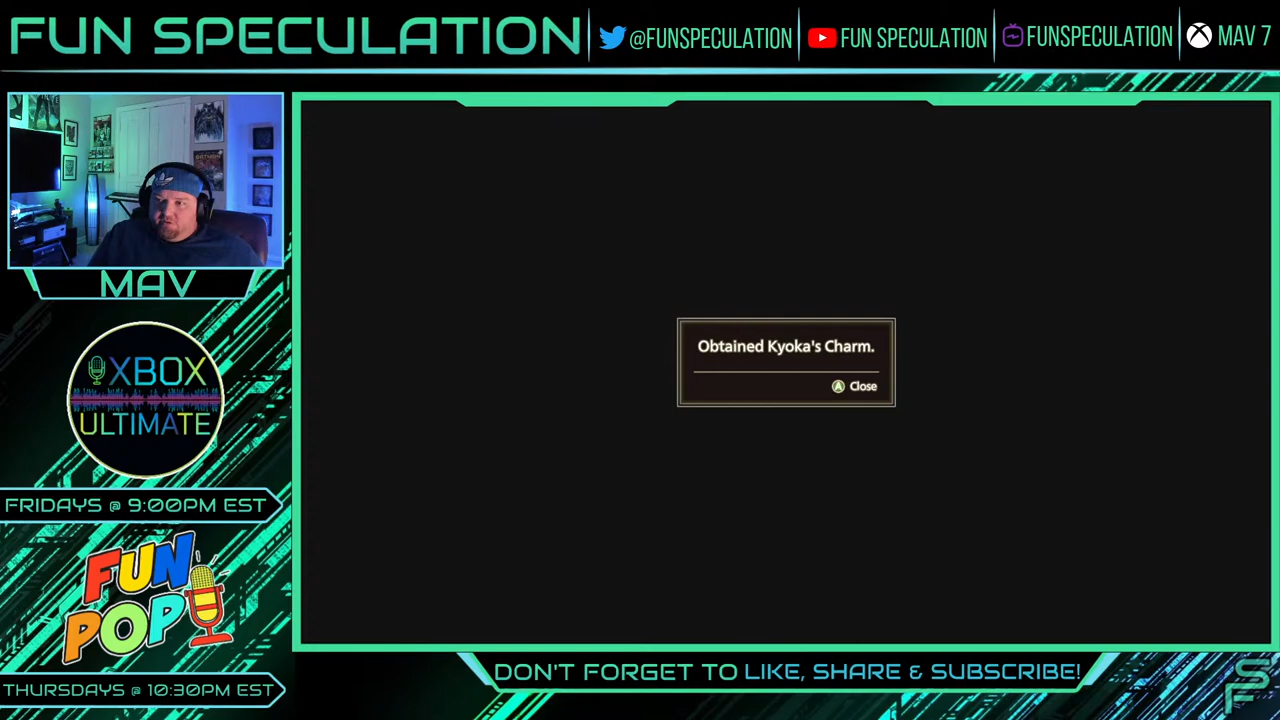 FUN SPECULATION
@FUNSPECULATION
FUN SPECULATION
FUNSPECULATION
MAV 7
MAV
XBOX
ULTIMATE
FRIDAYS @ 9:00PM EST
FUN
POP
THURSDAYS @ 10:30PM EST
Obtained Kyoka's Charm.
A Close
DON'T FORGET TO LIKE, SHARE & SUBSCRIBE!
SF